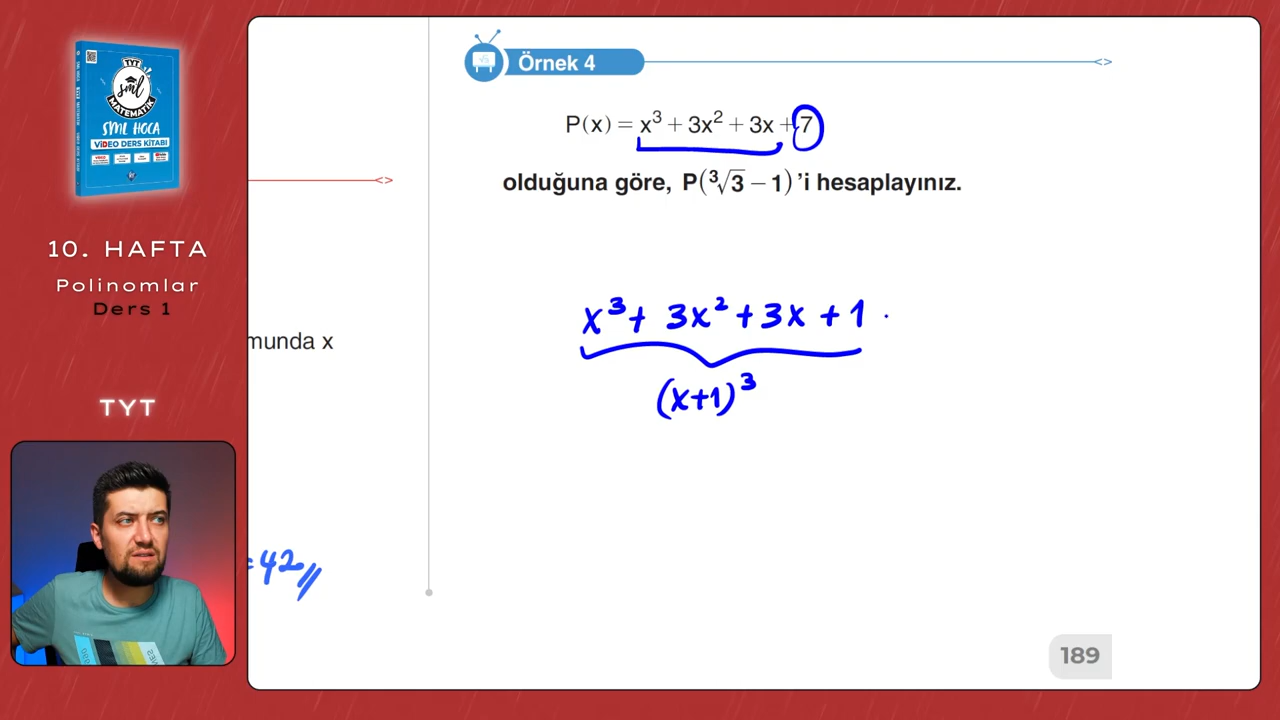 TYT
sml
MATEMATİK
SML HOCA
VİDEO DERS KİTABI
10. HAFTA
Polinomlar
Ders 1
TYT
munda x
=42//
Örnek 4
P(x) = x³ + 3x² + 3x + 7
olduğuna göre, P(³√3 − 1) 'i hesaplayınız.
x³ + 3x² + 3x + 1
(x+1)³
189